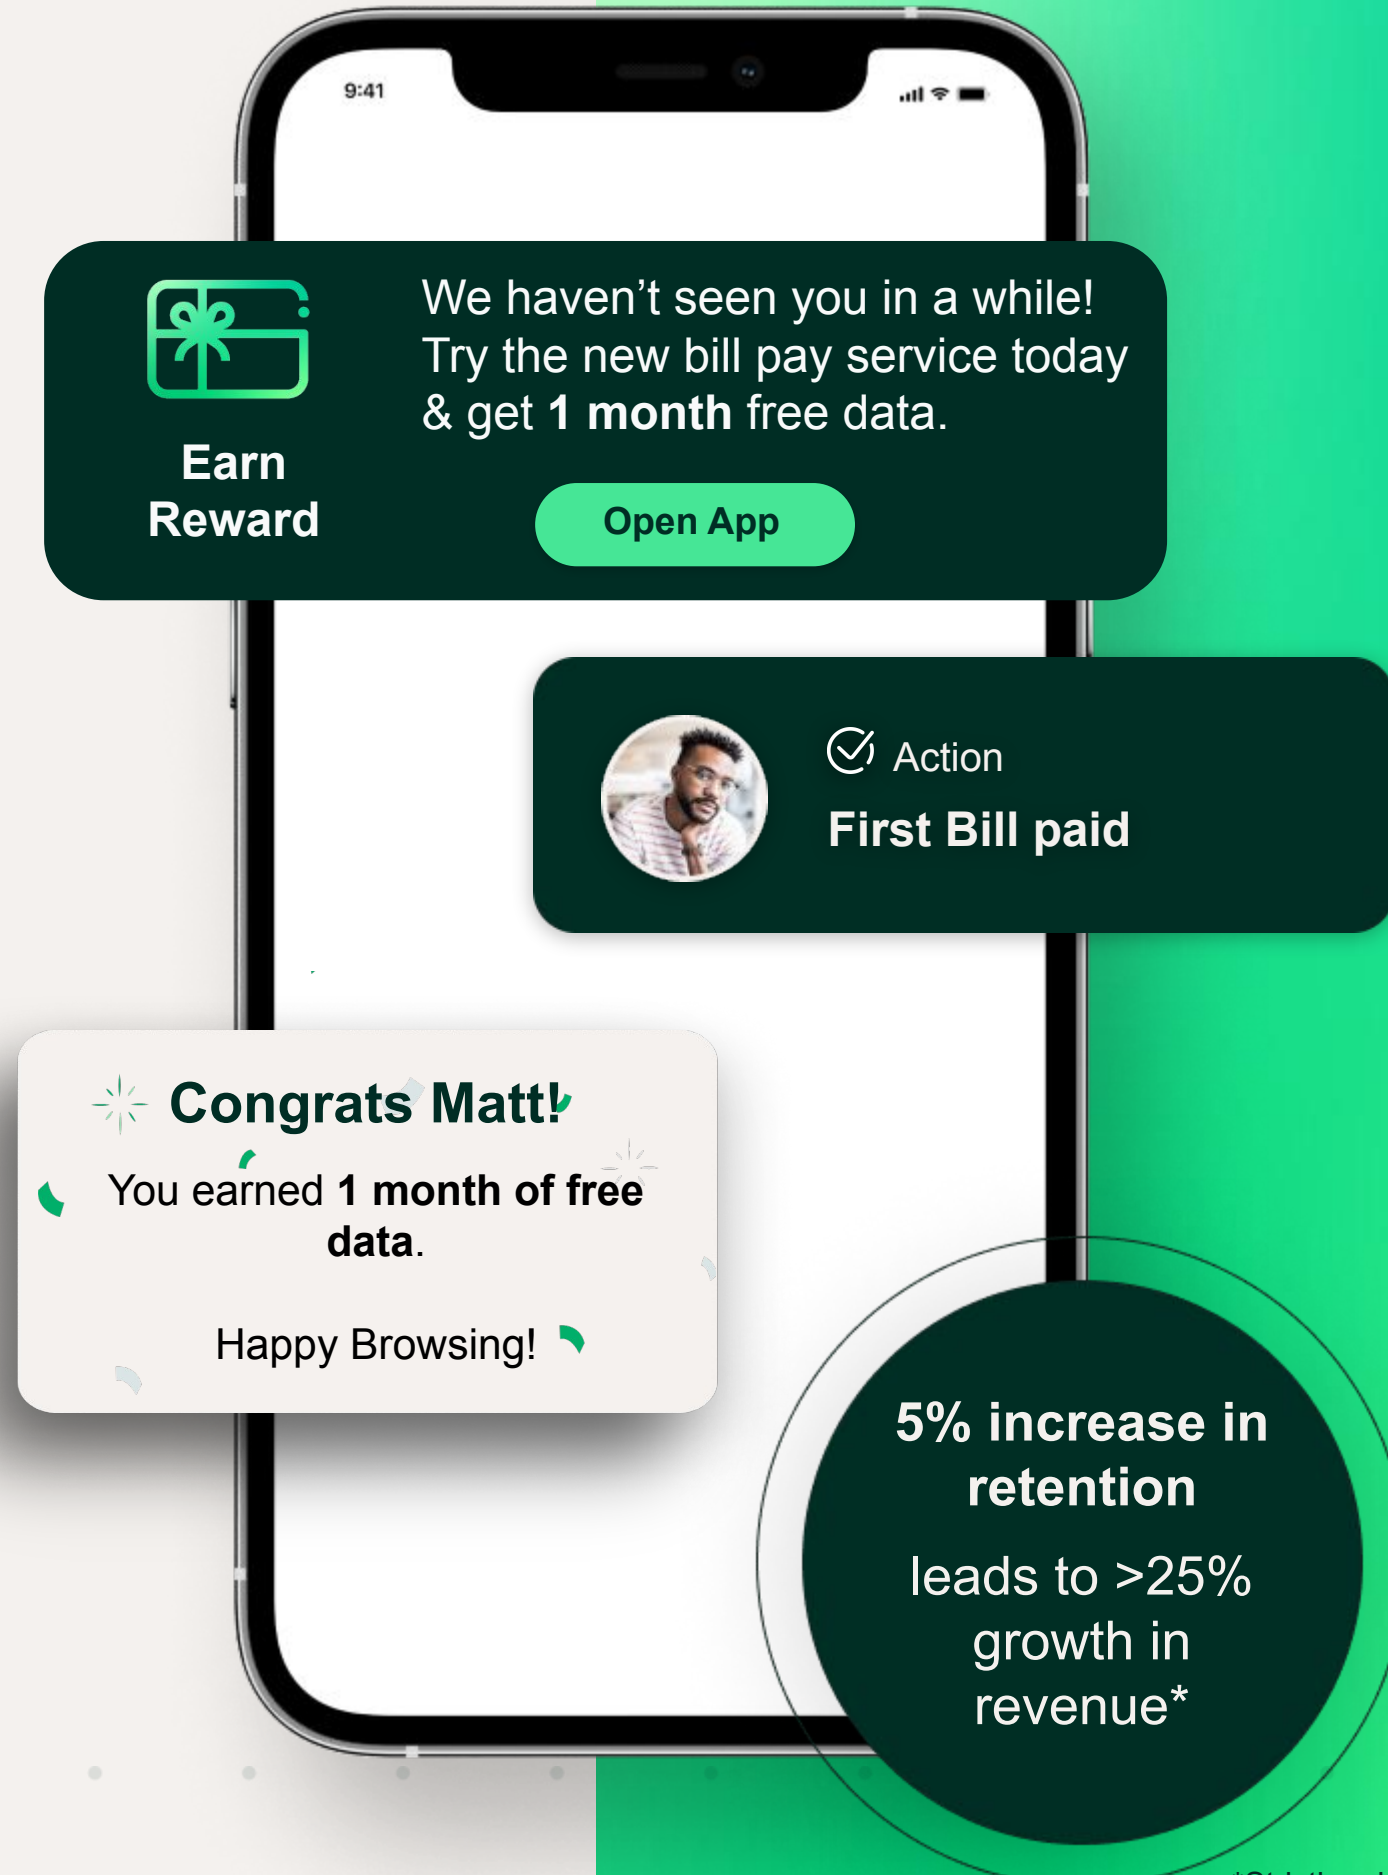 9:41
We haven’t seen you in a while!
Try the new bill pay service today
& get 1 month free data.
Earn
Reward
Open App
Action
First Bill paid
Congrats Matt!
You earned 1 month of free
data.
Happy Browsing!
5% increase in
retention
leads to >25%
growth in
revenue*